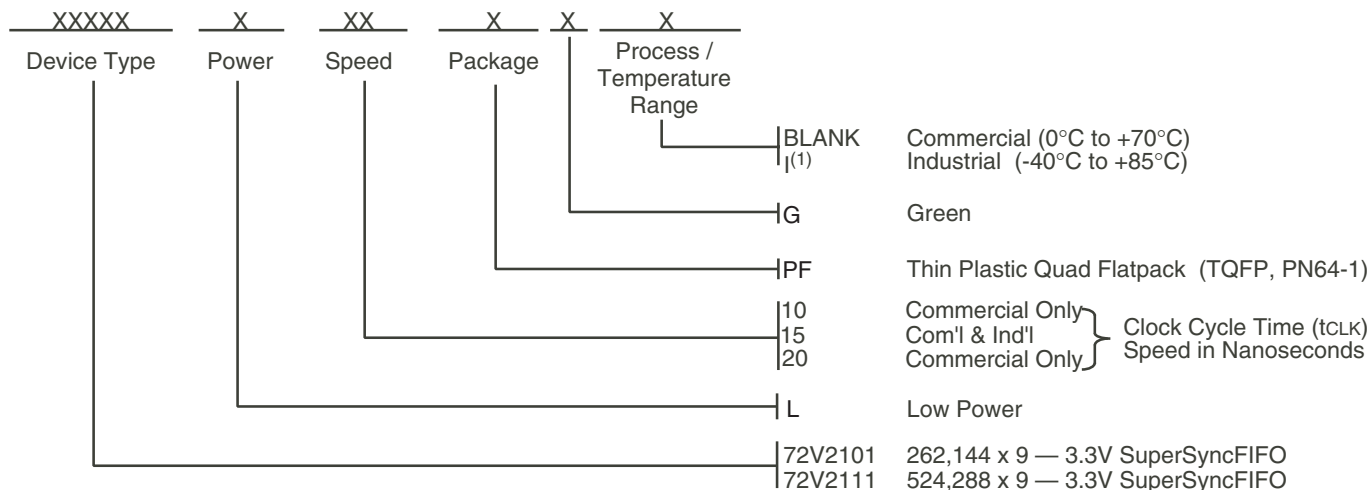 XXXXX X XX X X X
Device Type Power Speed Package Process /
Temperature
Range
BLANK Commercial (0°C to +70°C)
I(1) Industrial (-40°C to +85°C)
G Green
PF Thin Plastic Quad Flatpack (TQFP, PN64-1)
10 Commercial Only
15 Com'l & Ind'l
20 Commercial Only
Clock Cycle Time (tCLK)
Speed in Nanoseconds
L Low Power
72V2101 262,144 x 9 — 3.3V SuperSyncFIFO
72V2111 524,288 x 9 — 3.3V SuperSyncFIFO